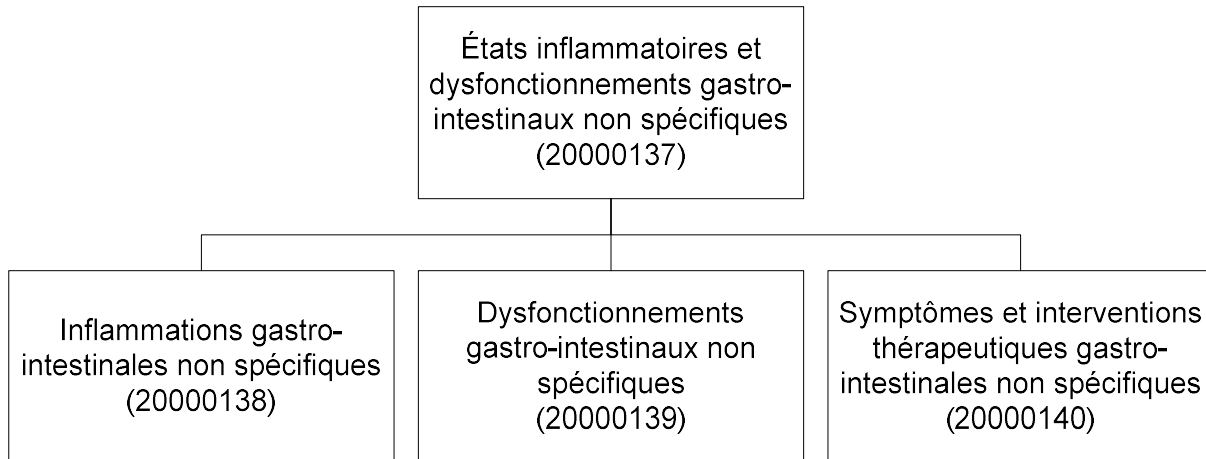 États inflammatoires et
dysfonctionnements gastro-
intestinaux non spécifiques
(20000137)
Inflammations gastro-
intestinales non spécifiques
(20000138)
Dysfonctionnements
gastro-intestinaux non
spécifiques
(20000139)
Symptômes et interventions
thérapeutiques gastro-
intestinales non spécifiques
(20000140)